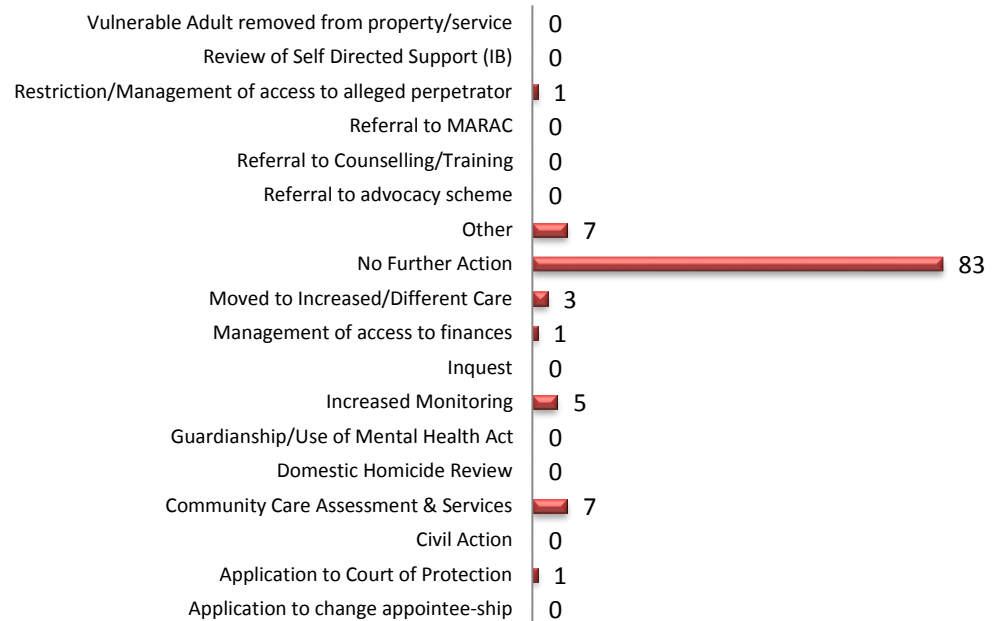 Vulnerable Adult removed from property/service 0
Review of Self Directed Support (IB) 0
Restriction/Management of access to alleged perpetrator 1
Referral to MARAC 0
Referral to Counselling/Training 0
Referral to advocacy scheme 0
Other 7
No Further Action 83
Moved to Increased/Different Care 3
Management of access to finances 1
Inquest 0
Increased Monitoring 5
Guardianship/Use of Mental Health Act 0
Domestic Homicide Review 0
Community Care Assessment & Services 7
Civil Action 0
Application to Court of Protection 1
Application to change appointee-ship 0